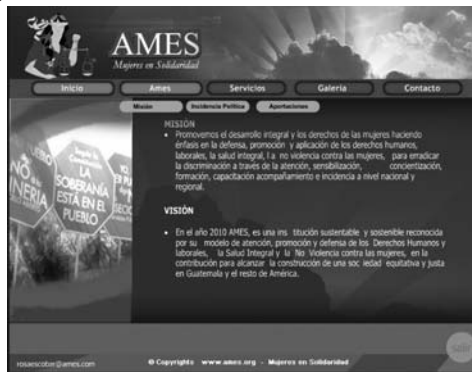 AMES
Mujeres en Solidaridad
Inicio
Ames
Servicios
Galeria
Contacto
Misión
Incidencia Política
Aportaciones
MISIÓN
• Promovemos el desarrollo integral y los derechos de las mujeres haciendo
énfasis en la defensa, promoción y aplicación de los derechos humanos,
laborales, la salud integral, l a no violencia contra las mujeres, para erradicar
la discriminación a través de la atención, sensibilización, concientización,
formación, capacitación acompañamiento e incidencia a nivel nacional y
regional.
VISIÓN
• En el año 2010 AMES, es una ins titución sustentable y sostenible reconocida
por su modelo de atención, promoción y defensa de los Derechos Humanos y
laborales, la Salud Integral y la No Violencia contra las mujeres, en la
contribución para alcanzar la construcción de una soc iedad equitativa y justa
en Guatemala y el resto de América.
PUEBLO
NO
LA
SOBERANÍA
ESTÁ EN EL
PUEBLO
rosaescobar@ames.com
© Copyrights www.ames.org - Mujeres en Solidaridad